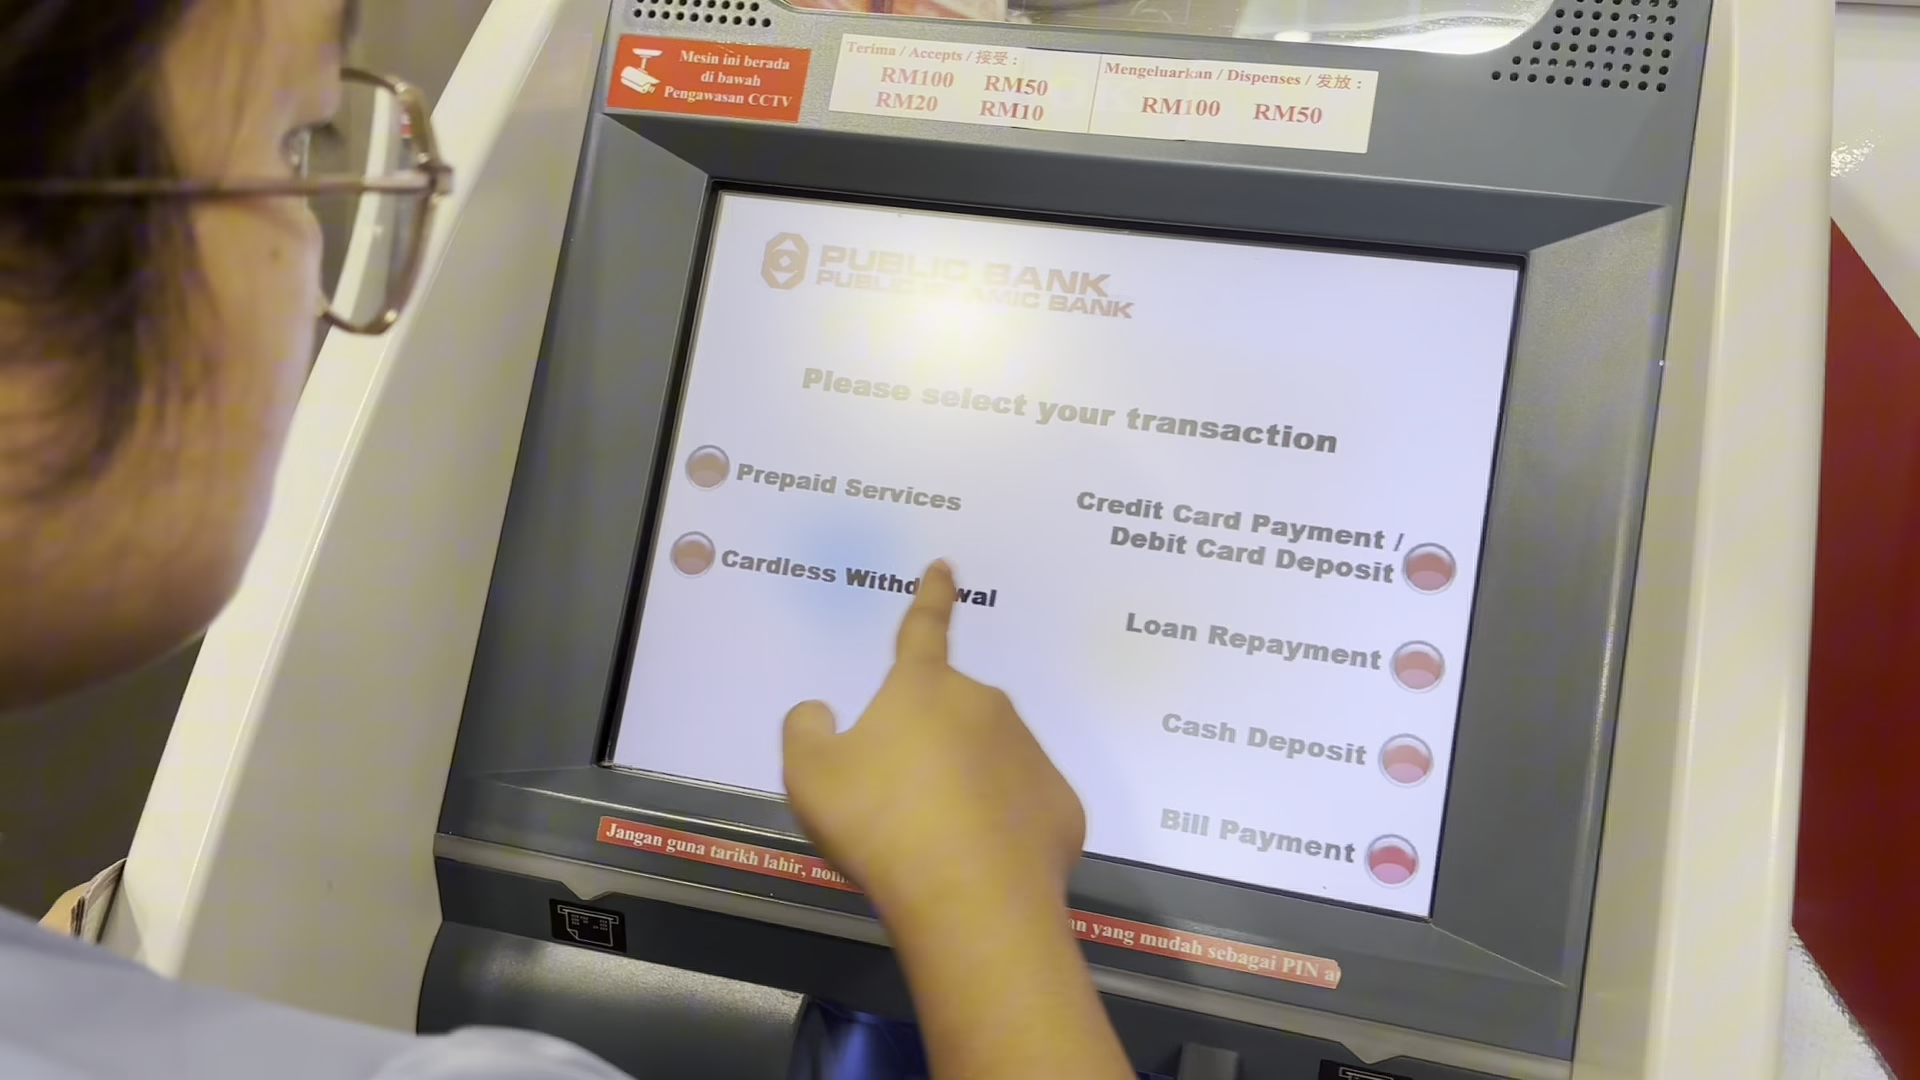 Mesin ini berada
di bawah
Pengawasan CCTV
Terima / Accepts / 接受 :
RM100 RM50
RM20 RM10
Mengeluarkan / Dispenses / 发放 :
RM100 RM50
PUBLIC BANK
PUBLIC ISLAMIC BANK
Please select your transaction
Prepaid Services
Cardless Withdrawal
Credit Card Payment /
Debit Card Deposit
Loan Repayment
Cash Deposit
Bill Payment
Jangan guna tarikh lahir,
yang mudah sebagai PIN